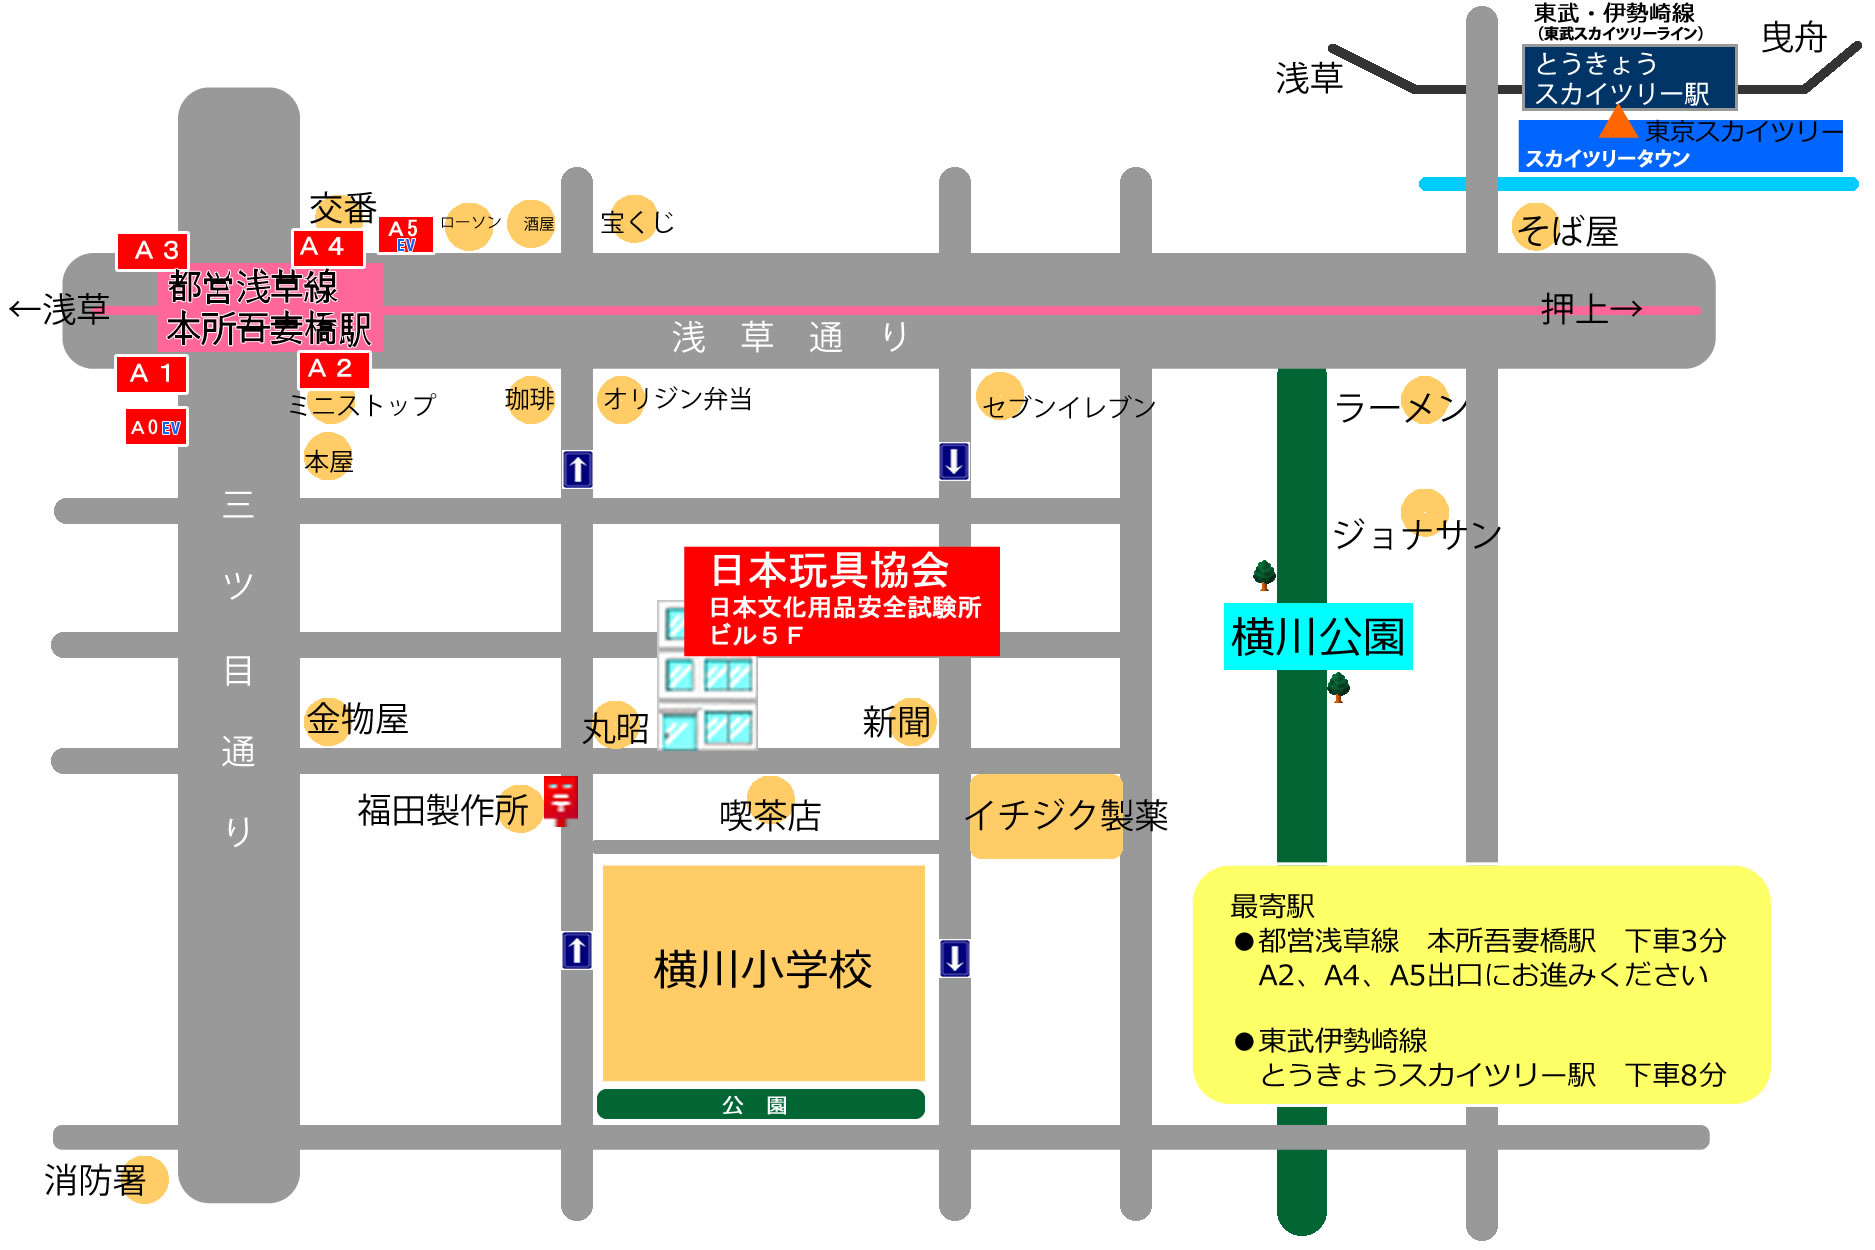 東武・伊勢崎線
（東武スカイツリーライン）
曳舟
浅草
とうきょう
スカイツリー駅
東京スカイツリー
スカイツリータウン
交番
A5
EV
ローソン
酒屋
宝くじ
そば屋
A3
A4
都営浅草線
本所吾妻橋駅
←浅草
押上→
浅草通り
A1
A2
A0 EV
ミニストップ
珈琲
オリジン弁当
セブンイレブン
ラーメン
本屋
三ツ目通り
ジョナサン
日本玩具協会
日本文化用品安全試験所
ビル5F
横川公園
金物屋
丸昭
新聞
福田製作所
〒
喫茶店
イチジク製薬
横川小学校
公園
最寄駅
●都営浅草線 本所吾妻橋駅 下車3分
A2、A4、A5出口にお進みください
●東武伊勢崎線
とうきょうスカイツリー駅 下車8分
消防署